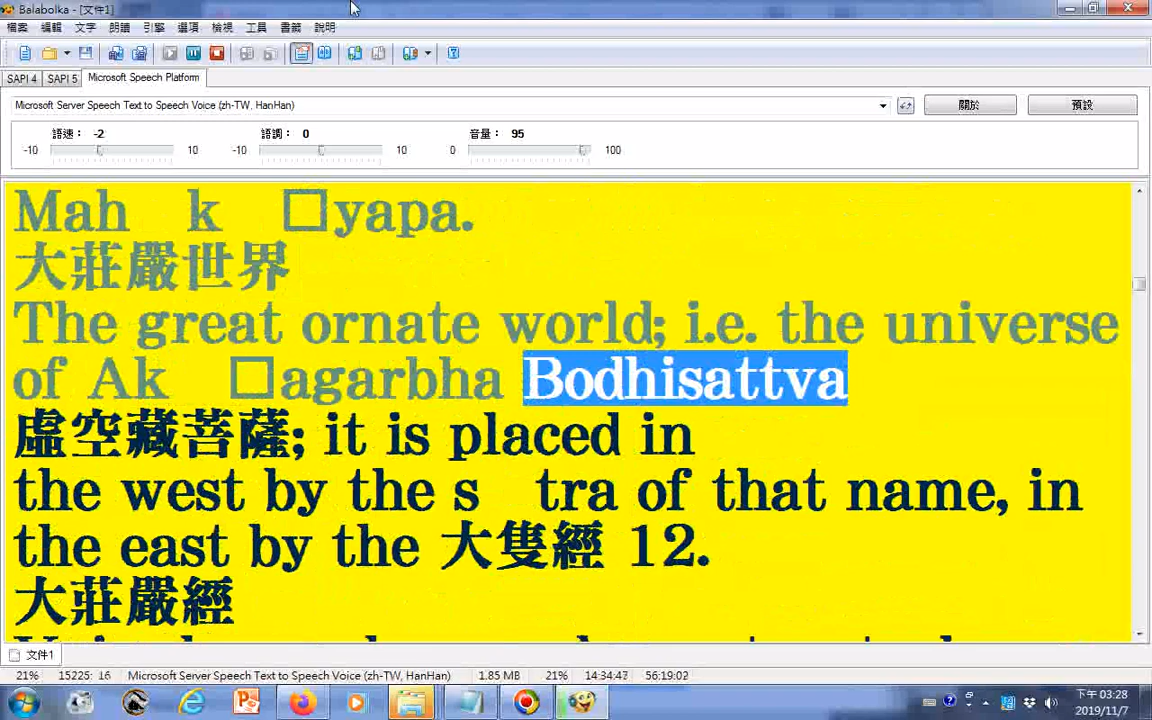 Balabolka - [文件1]
檔案 編輯 文字 朗讀 引擎 選項 檢視 工具 書籤 說明
SAPI 4 SAPI 5 Microsoft Speech Platform
Microsoft Server Speech Text to Speech Voice (zh-TW, HanHan) 關於 預設
語速： -2 語調： 0 音量： 95
-10 10 -10 10 0 100
Mah k □yapa.
大莊嚴世界
The great ornate world; i.e. the universe
of Ak □agarbha Bodhisattva
虛空藏菩薩; it is placed in
the west by the s tra of that name, in
the east by the 大隻經 12.
大莊嚴經
文件1
21% 15225: 16 Microsoft Server Speech Text to Speech Voice (zh-TW, HanHan) 1.85 MB 21% 14:34:47 56:19:02
下午 03:28
2019/11/7